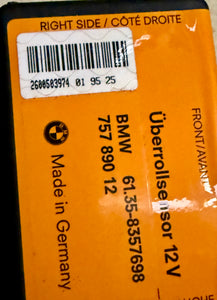 RIGHT SIDE / CÔTÉ DROITE
2600503974 01 95 25
FRONT/AVANT
Überrollsensor 12 V
BMW 61.35-8357698
757 890 12
Made in Germany